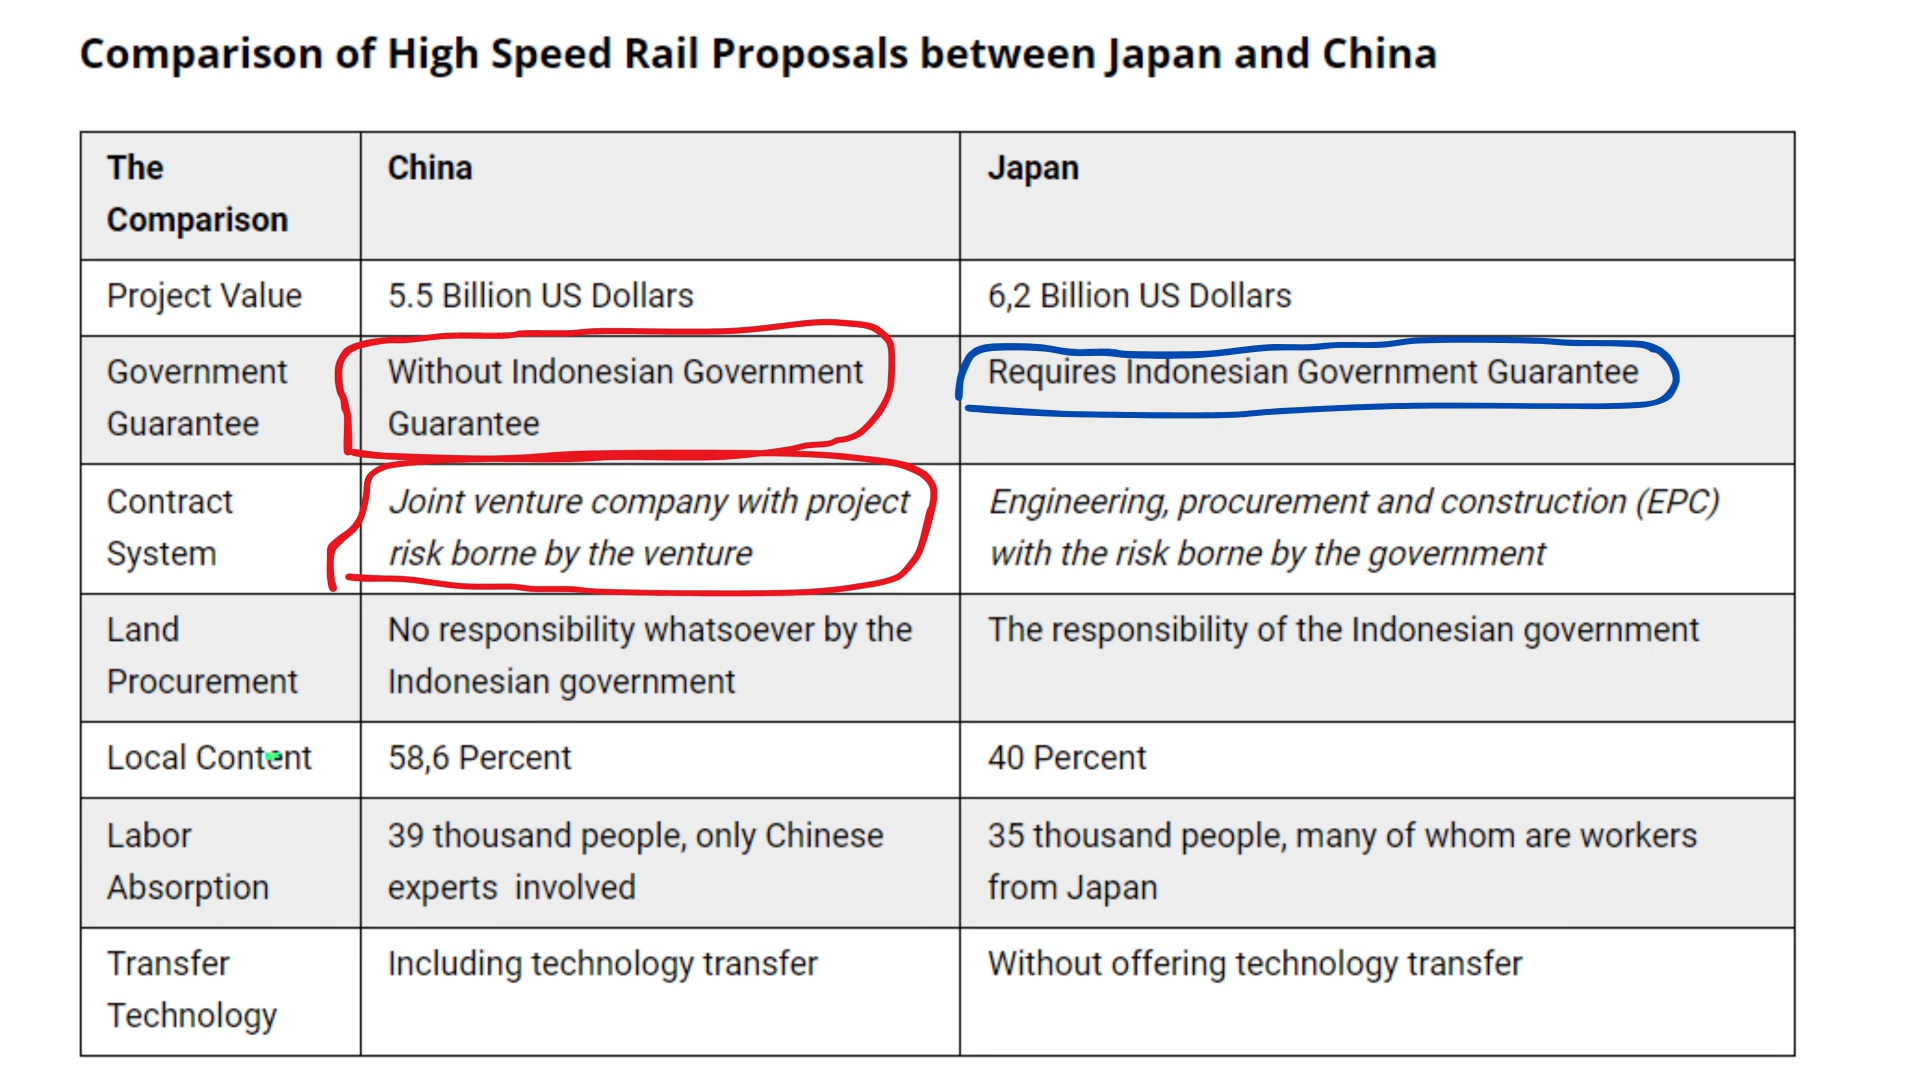 Comparison of High Speed Rail Proposals between Japan and China
The
Comparison
China
Japan
Project Value
5.5 Billion US Dollars
6,2 Billion US Dollars
Government
Guarantee
Without Indonesian Government
Guarantee
Requires Indonesian Government Guarantee
Contract
System
Joint venture company with project
risk borne by the venture
Engineering, procurement and construction (EPC)
with the risk borne by the government
Land
Procurement
No responsibility whatsoever by the
Indonesian government
The responsibility of the Indonesian government
Local Content
58,6 Percent
40 Percent
Labor
Absorption
39 thousand people, only Chinese
experts  involved
35 thousand people, many of whom are workers
from Japan
Transfer
Technology
Including technology transfer
Without offering technology transfer